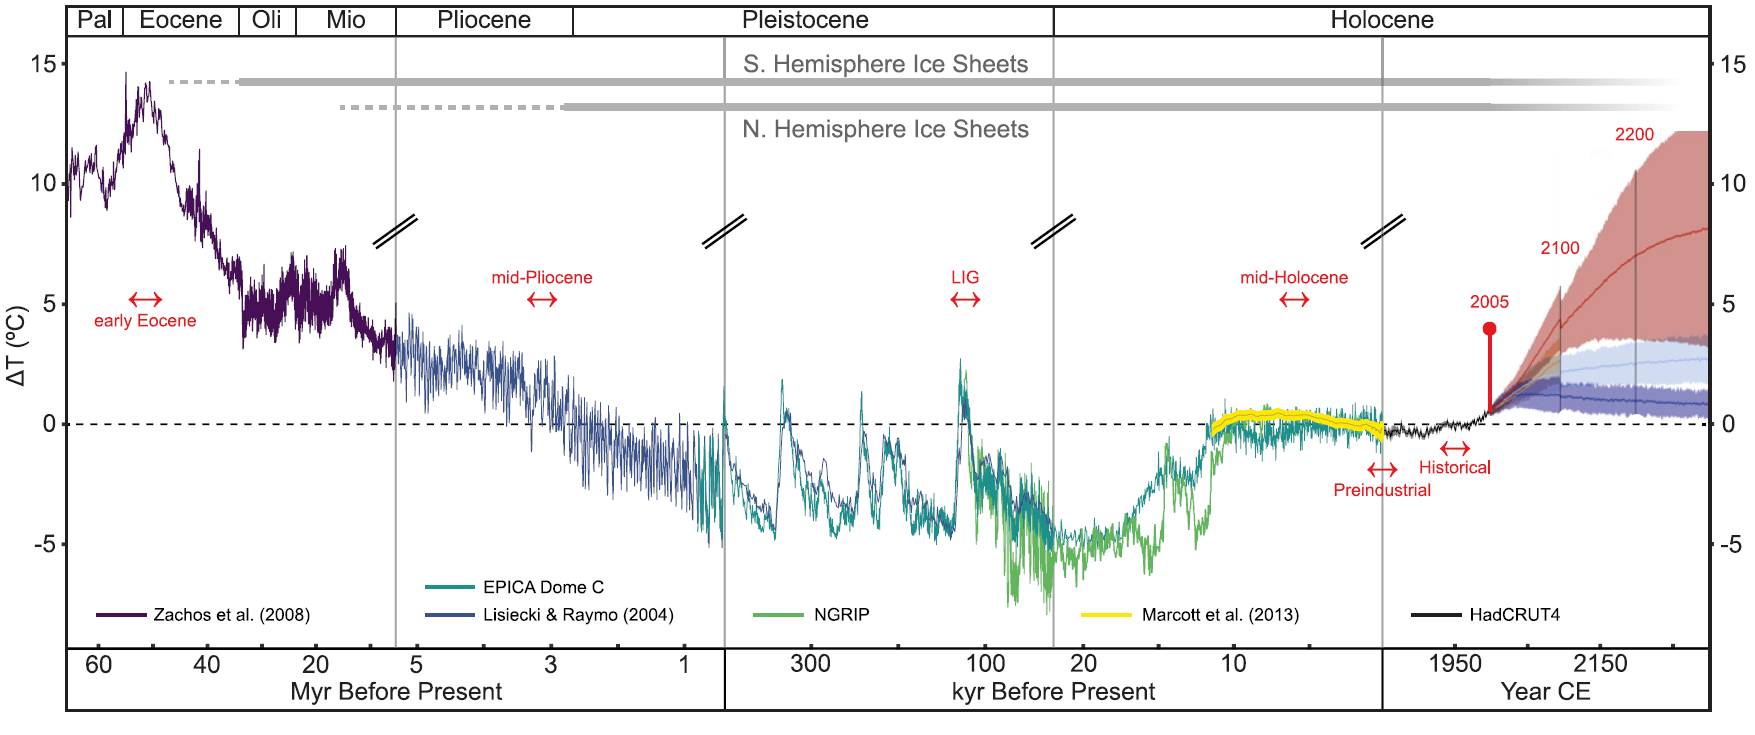 Pal Eocene Oli Mio Pliocene Pleistocene Holocene
15 S. Hemisphere Ice Sheets 15
N. Hemisphere Ice Sheets
2200
10 10
2100
mid-Pliocene LIG mid-Holocene
2005
5 5
early Eocene
ΔT (ºC)
0 0
Historical
Preindustrial
-5 -5
EPICA Dome C
Zachos et al. (2008) Lisiecki & Raymo (2004) NGRIP Marcott et al. (2013) HadCRUT4
60 40 20 5 3 1 300 100 20 10 1950 2150
Myr Before Present kyr Before Present Year CE